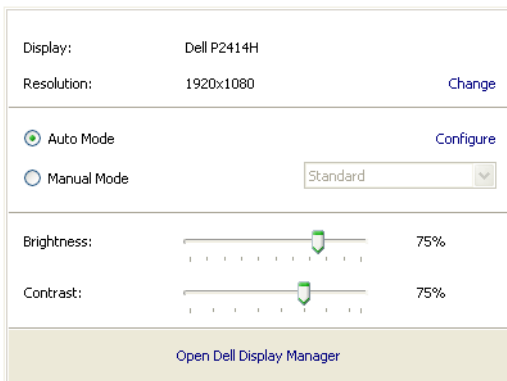 Display: Dell P2414H
Resolution: 1920x1080 Change
Auto Mode Configure
Manual Mode Standard
Brightness: 75%
Contrast: 75%
Open Dell Display Manager